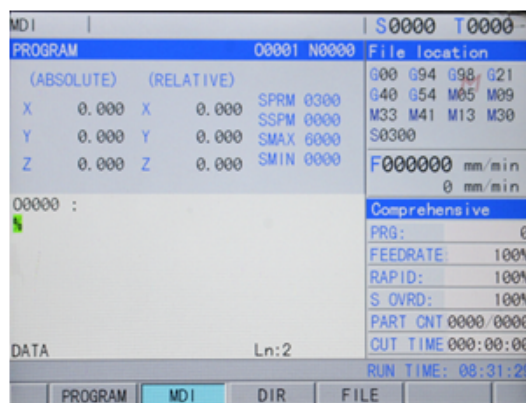 MDI
S0000 T0000
PROGRAM O0001 N0000
File location
(ABSOLUTE) (RELATIVE)
X 0.000 X 0.000
Y 0.000 Y 0.000
Z 0.000 Z 0.000
SPRM 0300
SSPM 0000
SMAX 6000
SMIN 0000
G00 G94 G98 G21
G40 G54 M05 M09
M33 M41 M13 M30
S0300
F000000 mm/min
0 mm/min
O0000 :
%
DATA Ln:2
Comprehensive
PRG: 0
FEEDRATE 100%
RAPID: 100%
S OVRD: 100%
PART CNT 0000/0000
CUT TIME 000:00:00
RUN TIME: 08:31:2
PROGRAM MDI DIR FILE